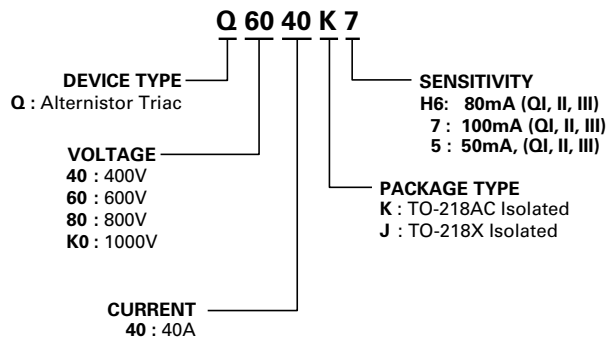 Q 60 40 K 7
DEVICE TYPE
Q : Alternistor Triac
VOLTAGE
40 : 400V
60 : 600V
80 : 800V
K0 : 1000V
CURRENT
40 : 40A
SENSITIVITY
H6: 80mA (QI, II, III)
7 : 100mA (QI, II, III)
5 : 50mA, (QI, II, III)
PACKAGE TYPE
K : TO-218AC Isolated
J : TO-218X Isolated